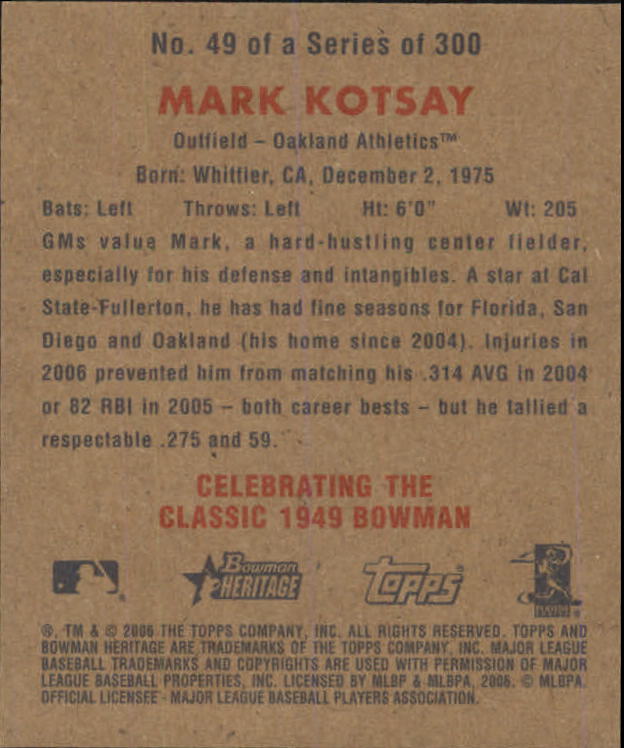 No. 49 of a Series of 300
MARK KOTSAY
Outfield – Oakland Athletics™
Born: Whittier, CA, December 2, 1975
Bats: Left Throws: Left Ht: 6'0" Wt: 205
GMs value Mark, a hard-hustling center fielder,
especially for his defense and intangibles. A star at Cal
State-Fullerton, he has had fine seasons for Florida, San
Diego and Oakland (his home since 2004). Injuries in
2006 prevented him from matching his .314 AVG in 2004
or 82 RBI in 2005 – both career bests – but he tallied a
respectable .275 and 59.
CELEBRATING THE
CLASSIC 1949 BOWMAN
Bowman
HERITAGE
TOPPS
PLAYERS
®, TM & © 2006 THE TOPPS COMPANY, INC. ALL RIGHTS RESERVED. TOPPS AND
BOWMAN HERITAGE ARE TRADEMARKS OF THE TOPPS COMPANY, INC. MAJOR LEAGUE
BASEBALL TRADEMARKS AND COPYRIGHTS ARE USED WITH PERMISSION OF MAJOR
LEAGUE BASEBALL PROPERTIES, INC. LICENSED BY MLBP & MLBPA, 2006. © MLBPA.
OFFICIAL LICENSEE - MAJOR LEAGUE BASEBALL PLAYERS ASSOCIATION.